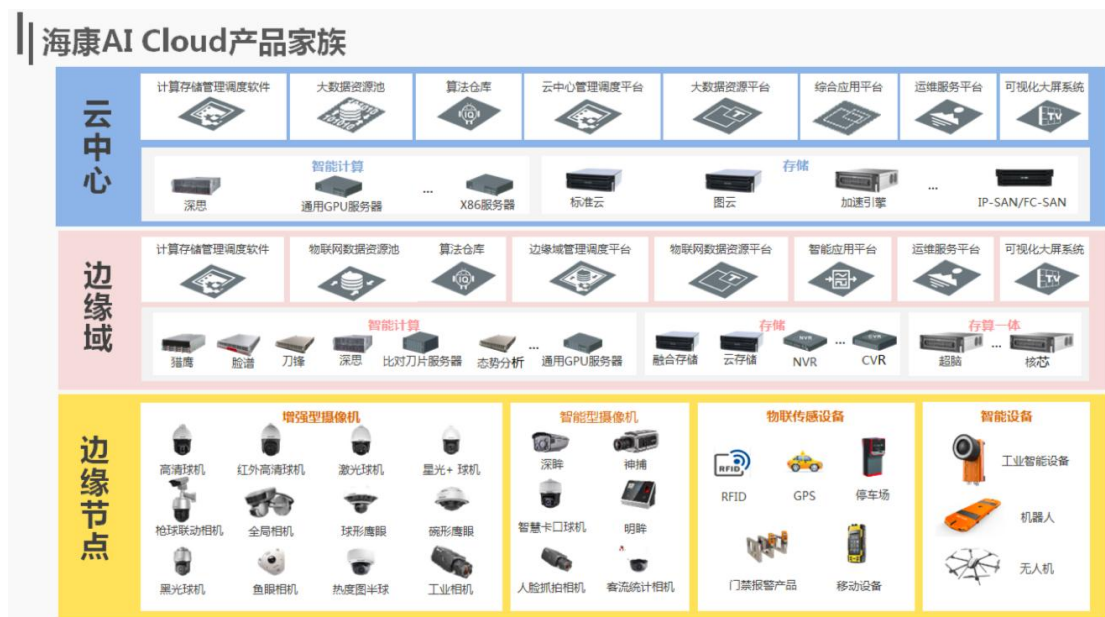 海康AI Cloud产品家族
云中心
计算存储管理调度软件
大数据资源池
算法仓库
云中心管理调度平台
大数据资源平台
综合应用平台
运维服务平台
可视化大屏系统
IQ
T
TV
智能计算
深思
通用GPU服务器
...
X86服务器
存储
标准云
图云
加速引擎
...
IP-SAN/FC-SAN
边缘域
计算存储管理调度软件
物联网数据资源池
算法仓库
边缘域管理调度平台
物联网数据资源平台
智能应用平台
运维服务平台
可视化大屏系统
IQ
T
TV
智能计算
猎鹰
脸谱
刀锋
深思
比对刀片服务器
态势分析
...
通用GPU服务器
存储
融合存储
云存储
NVR
NVR
...
CVR
CVR
存算一体
超脑
...
核芯
边缘节点
增强型摄像机
高清球机
红外高清球机
激光球机
星光+ 球机
枪球联动相机
全局相机
球形鹰眼
碗形鹰眼
黑光球机
鱼眼相机
热度图半球
工业相机
智能型摄像机
深眸
神捕
智慧卡口球机
明眸
人脸抓拍相机
客流统计相机
物联传感设备
RFID
RFID
GPS
停车场
门禁报警产品
移动设备
智能设备
工业智能设备
机器人
无人机